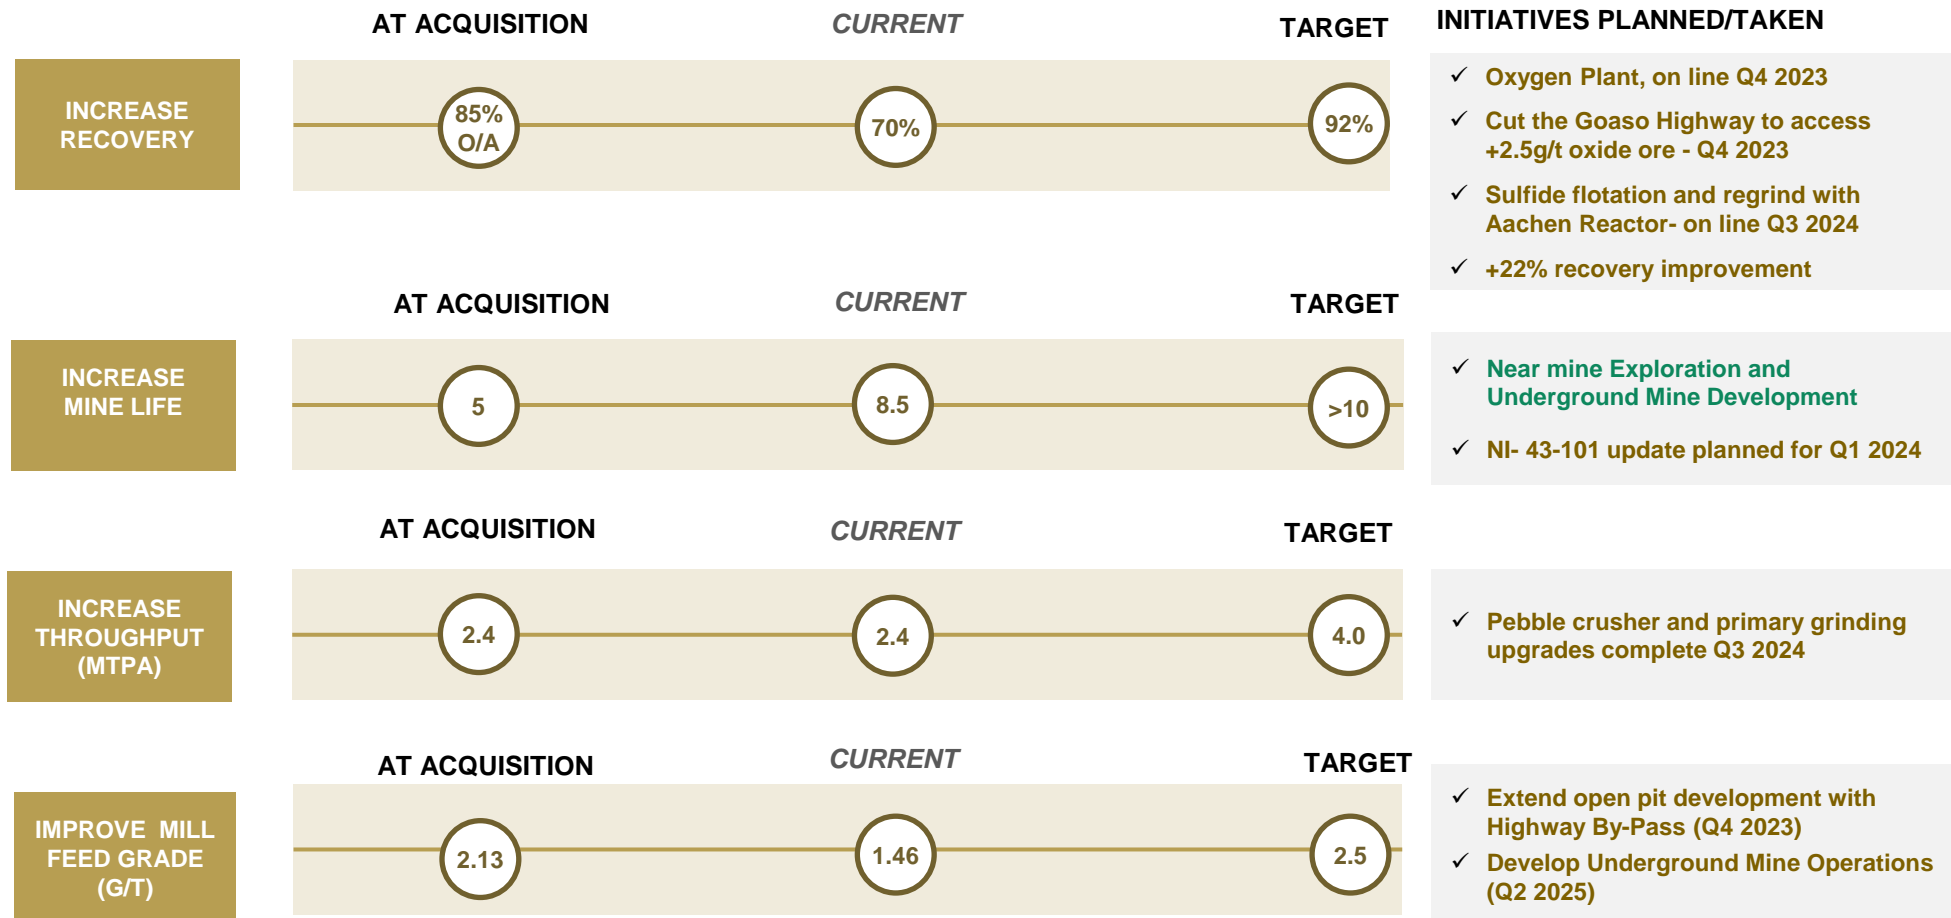 AT ACQUISITION
CURRENT
TARGET
INITIATIVES PLANNED/TAKEN
INCREASE
RECOVERY
85%
O/A
70%
92%
✓ Oxygen Plant, on line Q4 2023
✓ Cut the Goaso Highway to access
+2.5g/t oxide ore - Q4 2023
✓ Sulfide flotation and regrind with
Aachen Reactor- on line Q3 2024
✓ +22% recovery improvement
AT ACQUISITION
CURRENT
TARGET
INCREASE
MINE LIFE
5
8.5
>10
✓ Near mine Exploration and
Underground Mine Development
✓ NI- 43-101 update planned for Q1 2024
AT ACQUISITION
CURRENT
TARGET
INCREASE
THROUGHPUT
(MTPA)
2.4
2.4
4.0
✓ Pebble crusher and primary grinding
upgrades complete Q3 2024
AT ACQUISITION
CURRENT
TARGET
IMPROVE MILL
FEED GRADE
(G/T)
2.13
1.46
2.5
✓ Extend open pit development with
Highway By-Pass (Q4 2023)
✓ Develop Underground Mine Operations
(Q2 2025)